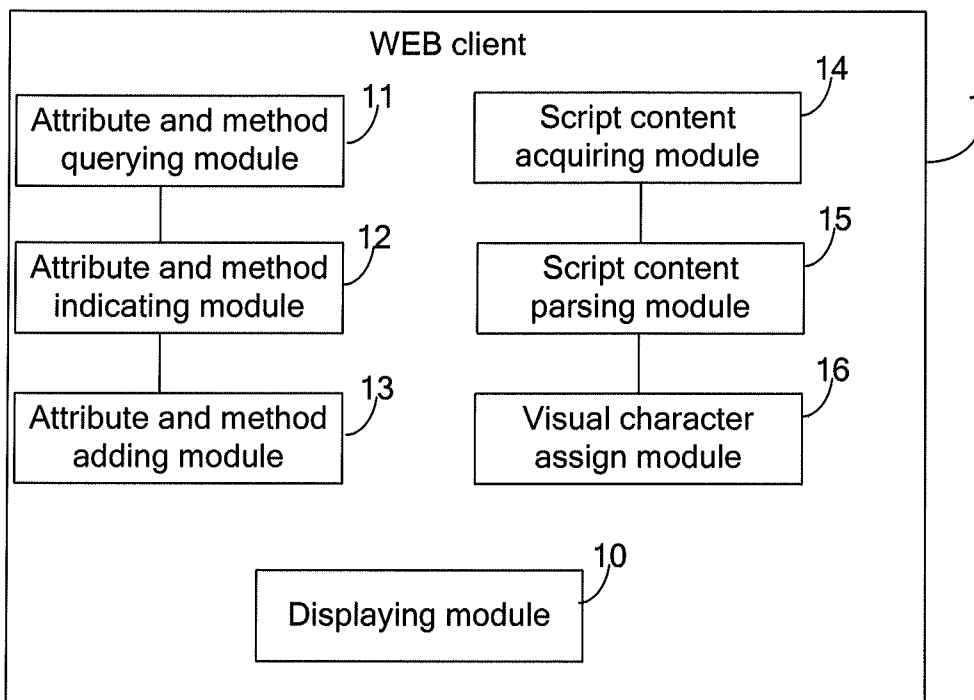 WEB client
11
Attribute and method
querying module
12
Attribute and method
indicating module
13
Attribute and method
adding module
14
Script content
acquiring module
15
Script content
parsing module
16
Visual character
assign module
10
Displaying module